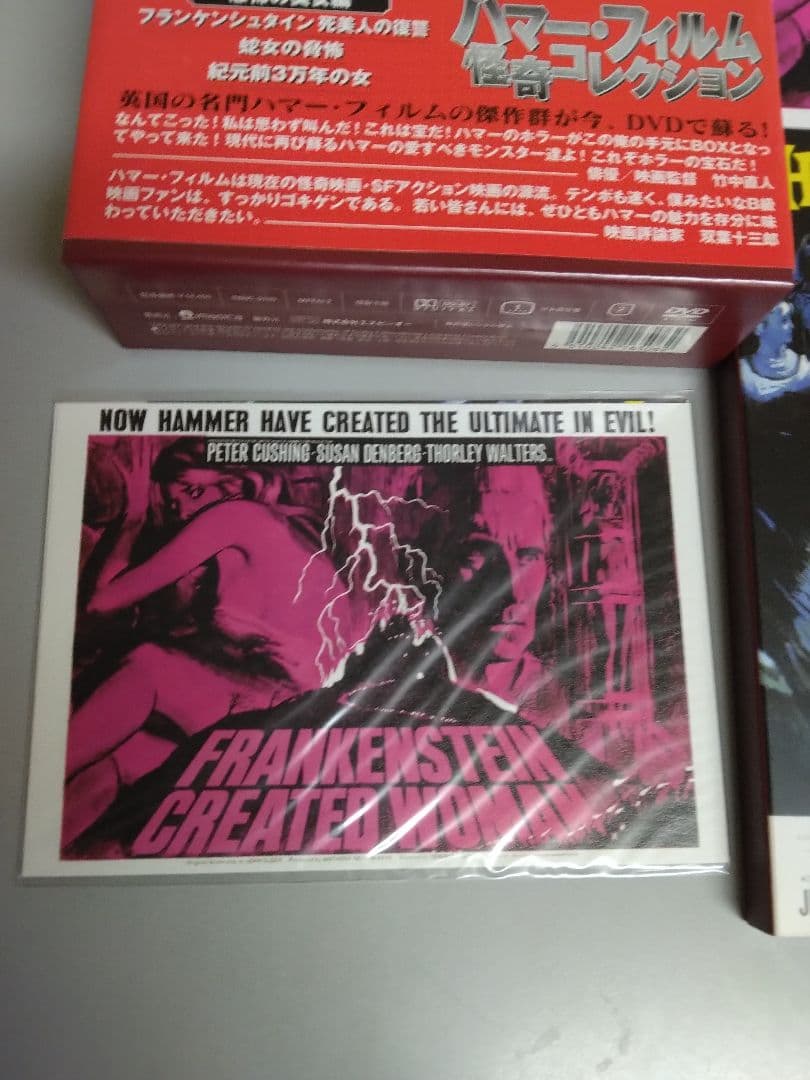 フランケンシュタイン 死美人の復讐
蛇女の脅怖
紀元前3万年の女
ハマー・フィルム
怪奇コレクション
英国の名門ハマー・フィルムの傑作群が今、DVDで蘇る!
なんてこった!私は思わず叫んだ!これは宝だ!ハマーのホラーがこの俺の手元にBOXとなっ
てやって来た!現代に再び蘇るハマーの愛すべきモンスター達よ!これぞホラーの宝石だ!
俳優/映画監督 竹中直人
ハマー・フィルムは現在の怪奇映画・SFアクション映画の源流。テンポも速く、僕みたいなB級
映画ファンは、すっかりゴキゲンである。若い皆さんには、ぜひともハマーの魅力を存分に味
わっていただきたい。
映画評論家 双葉十三郎
DVD
NOW HAMMER HAVE CREATED THE ULTIMATE IN EVIL!
PETER CUSHING·SUSAN DENBERG·THORLEY WALTERS
FRANKENSTEIN
CREATED WOMAN